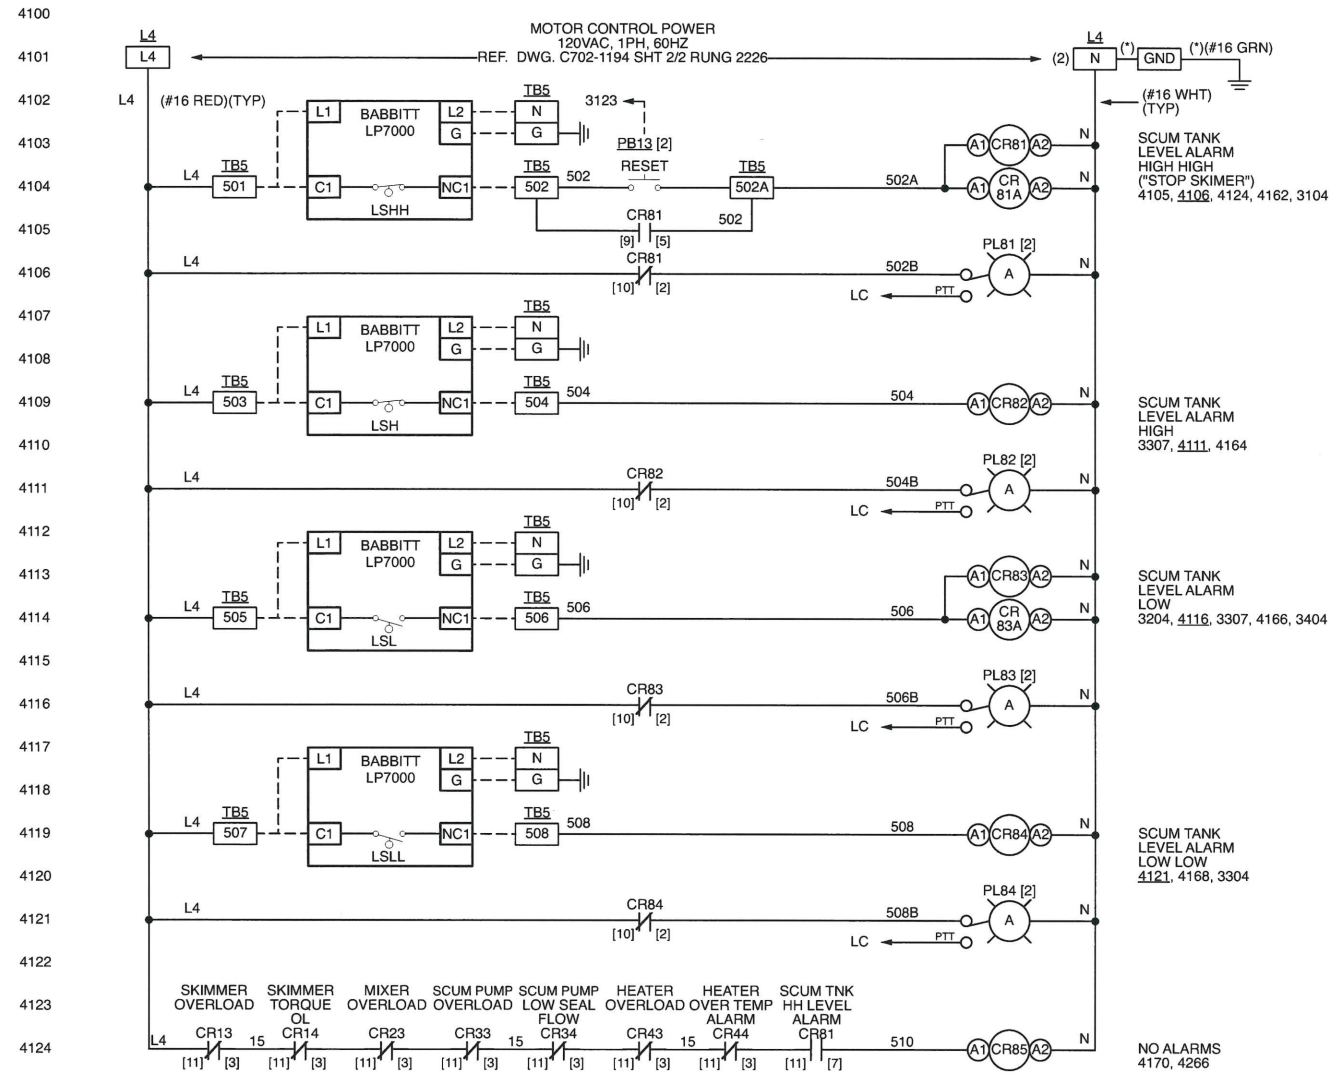 4100
L4
MOTOR CONTROL POWER
120VAC, 1PH, 60HZ
L4
4101
L4
REF. DWG. C702-1194 SHT 2/2 RUNG 2226
(2)
N
(*)
GND
(*)(#16 GRN)
4102
L4
(#16 RED)(TYP)
L1
BABBITT
LP7000
L2
G
TB5
N
G
3123
(#16 WHT)
(TYP)
4103
PB13 [2]
RESET
A1
CR81
A2
N
SCUM TANK
LEVEL ALARM
HIGH HIGH
("STOP SKIMER")
4105, 4106, 4124, 4162, 3104
4104
L4
TB5
501
C1
LSHH
NC1
TB5
502
502
TB5
502A
502A
A1
CR
81A
A2
N
4105
CR81
[9]
[5]
502
4106
L4
CR81
[10]
[2]
502B
PL81 [2]
A
N
LC
PTT
4107
L1
BABBITT
LP7000
L2
G
TB5
N
G
4108
4109
L4
TB5
503
C1
LSH
NC1
TB5
504
504
504
A1
CR82
A2
N
SCUM TANK
LEVEL ALARM
HIGH
3307, 4111, 4164
4110
4111
L4
CR82
[10]
[2]
504B
PL82 [2]
A
N
LC
PTT
4112
L1
BABBITT
LP7000
L2
G
TB5
N
G
4113
A1
CR83
A2
N
SCUM TANK
LEVEL ALARM
LOW
3204, 4116, 3307, 4166, 3404
4114
L4
TB5
505
C1
LSL
NC1
TB5
506
506
506
A1
CR
83A
A2
N
4115
4116
L4
CR83
[10]
[2]
506B
PL83 [2]
A
N
LC
PTT
4117
L1
BABBITT
LP7000
L2
G
TB5
N
G
4118
4119
L4
TB5
507
C1
LSLL
NC1
TB5
508
508
508
A1
CR84
A2
N
SCUM TANK
LEVEL ALARM
LOW LOW
4121, 4168, 3304
4120
4121
L4
CR84
[10]
[2]
508B
PL84 [2]
A
N
LC
PTT
4122
4123
SKIMMER
OVERLOAD
SKIMMER
TORQUE
OL
MIXER
OVERLOAD
SCUM PUMP
OVERLOAD
SCUM PUMP
LOW SEAL
FLOW
HEATER
OVERLOAD
HEATER
OVER TEMP
ALARM
SCUM TNK
HH LEVEL
ALARM
4124
L4
CR13
[11]
[3]
15
CR14
[11]
[3]
CR23
[11]
[3]
CR33
[11]
[3]
15
CR34
[11]
[3]
CR43
[11]
[3]
15
CR44
[11]
[3]
CR81
[11]
[7]
510
A1
CR85
A2
N
NO ALARMS
4170, 4266